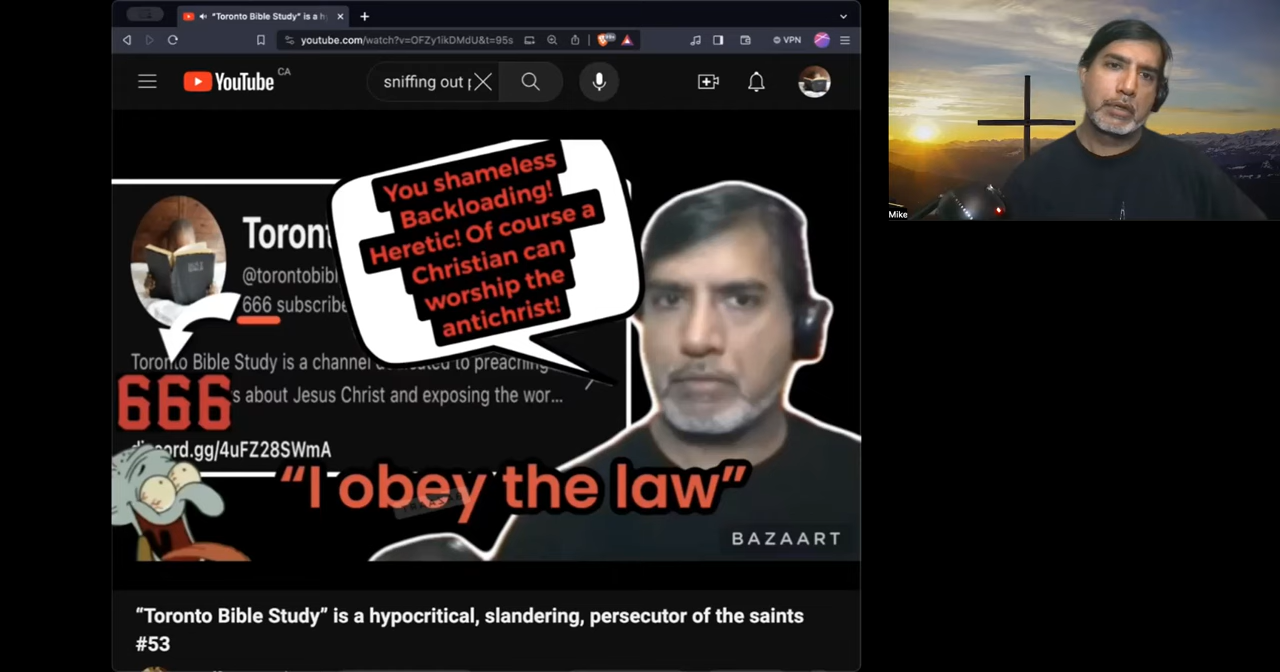 "Toronto Bible Study" is a h
youtube.com/watch?v=OFZy1ikDMdU&t=95s
VPN
YouTube CA
sniffing out
Toront
@torontobibl
666 subscribe
You shameless
Backloading!
Heretic! Of course a
Christian can
worship the
antichrist!
Toronto Bible Study is a channel to preaching
666
s about Jesus Christ and exposing the wor...
ord.gg/4uFZ28SWmA
"I obey the law"
BAZAART
"Toronto Bible Study" is a hypocritical, slandering, persecutor of the saints
#53
Mike